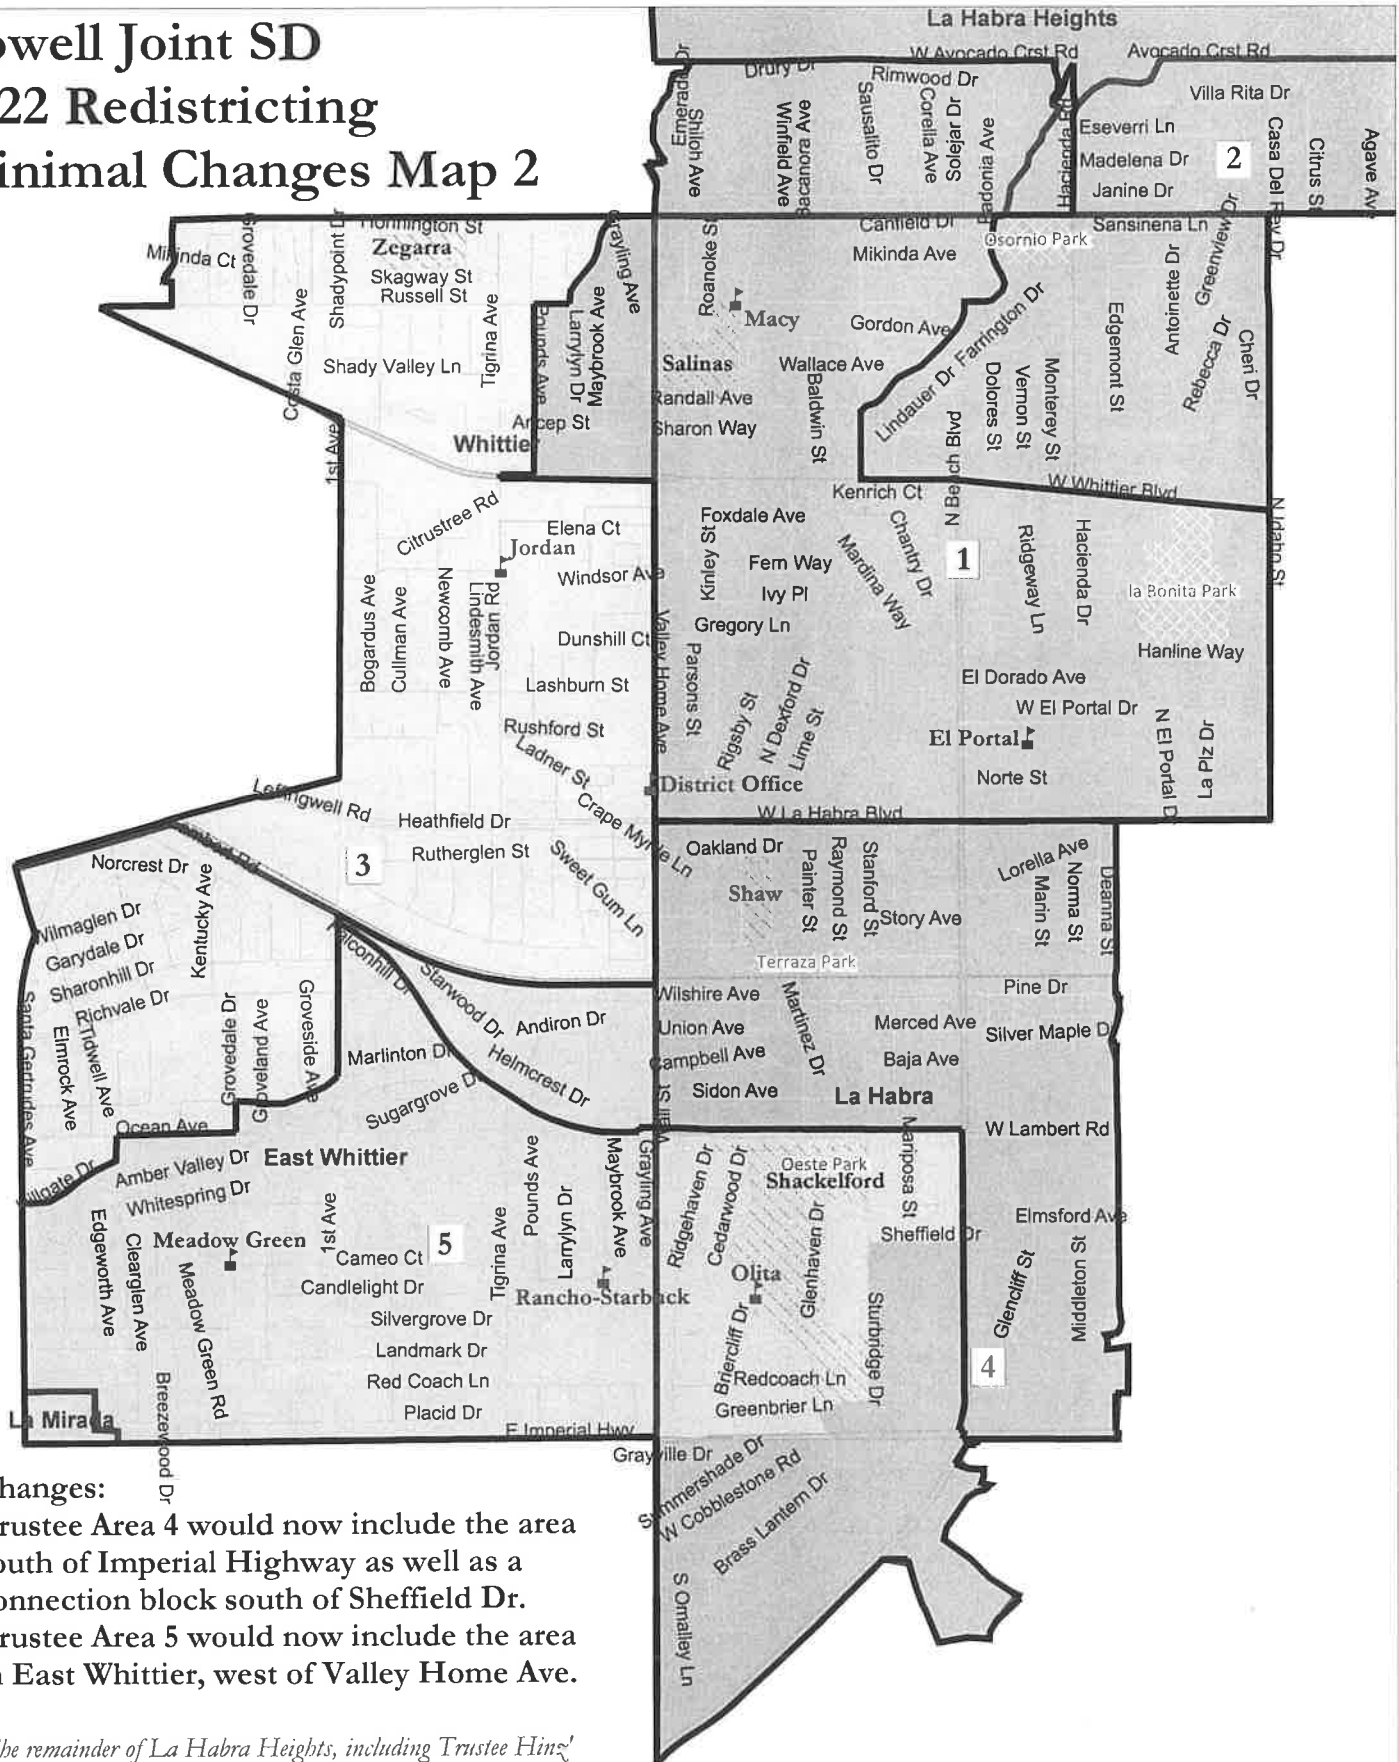 owell Joint SD
22 Redistricting
inimal Changes Map 2
La Habra Heights
W Avocado Crst Rd
Avocado Crst Rd
Drury Dr
Rimwood Dr
Villa Rita Dr
Emerade Dr
Shiloh Ave
Winfield Ave
Bacanora Ave
Sausalito Dr
Corella Ave
Solejar Dr
Badonia Ave
Hacienda Rd
Eseverri Ln
Madelena Dr
2
Janine Dr
Casa Del Rey Dr
Citrus St
Agave Av
Sansinena Ln
Greenview Dr
Canfield Dr
Mikinda Ave
Osornio Park
Hornington St
Zegarra
Mikinda Ct
Grovedale Dr
Shadypoint Dr
Skagway St
Russell St
Costa Glen Ave
Tigrina Ave
Shady Valley Ln
Grayling Ave
Pounds Ave
Larrylyn Dr
Maybrook Ave
Ancep St
Whittier
1st Ave
Roanoke St
Macy
Gordon Ave
Salinas
Wallace Ave
Randall Ave
Sharon Way
Baldwin St
Farrington Dr
Lindauer Dr
Dolores St
Vernon St
Monterey St
Edgemont St
Antoinette Dr
Rebecca Dr
Cheri Dr
N Beach Blvd
W Whittier Blvd
Kenrich Ct
N Idaho St
Citrustree Rd
Elena Ct
Jordan
Windsor Ave
Foxdale Ave
Kinley St
Fern Way
Ivy Pl
Gregory Ln
Chantry Dr
Mardina Way
1
Ridgeway Ln
Hacienda Dr
la Bonita Park
Hanline Way
Bogardus Ave
Cullman Ave
Newcomb Ave
Lindesmith Ave
Jordan Rd
Dunshill Ct
Lashburn St
Rushford St
Ladner St
Valley Home Ave
Parsons St
Rigsby St
N Dexford Dr
Lime St
El Dorado Ave
W El Portal Dr
El Portal
Norte St
N El Portal D
La Plz Dr
District Office
W La Habra Blvd
Leffingwell Rd
Heathfield Dr
Crape Myrtle Ln
Rutherglen St
Sweet Gum Ln
3
Lambert Rd
Oakland Dr
Shaw
Painter St
Raymond St
Stanford St
Story Ave
Lorella Ave
Marin St
Norma St
Deanna St
Terraza Park
Norcrest Dr
Kentucky Ave
Wilmaglen Dr
Garydale Dr
Sharonhill Dr
Richvale Dr
Santa Gertrudes Ave
Elmrock Ave
Tidwell Ave
Grovedale Dr
Groveland Ave
Groveside Ave
Falconhill Dr
Starwood Dr
Andiron Dr
Marlinton Dr
Helmcrest Dr
Sugargrove Dr
Wilshire Ave
Union Ave
Campbell Ave
Sidon Ave
Martinez Dr
Merced Ave
Baja Ave
La Habra
Pine Dr
Silver Maple D
W Lambert Rd
Ocean Ave
Hillgate Dr
Amber Valley Dr
East Whittier
Whitespring Dr
Edgeworth Ave
Clearglen Ave
Meadow Green
Meadow Green Rd
1st Ave
Cameo Ct
5
Candlelight Dr
Silvergrove Dr
Landmark Dr
Red Coach Ln
Placid Dr
Tigrina Ave
Pounds Ave
Larrylyn Dr
Maybrook Ave
Grayling Ave
Rancho-Starbuck
Ridgehaven Dr
Cedarwood Dr
Oeste Park
Shackelford
Mariposa St
Sheffield Dr
Olita
Glenhaven Dr
Briercliff Dr
Sturbridge Dr
Redcoach Ln
Greenbrier Ln
Elmsford Ave
Glencliff St
Middleton St
4
La Mirada
Breezewood Dr
E Imperial Hwy
Grayville Dr
Summershade Dr
W Cobblestone Rd
Brass Lantern Dr
S Omalley Ln
hanges:
rustee Area 4 would now include the area
outh of Imperial Highway as well as a
onnection block south of Sheffield Dr.
rustee Area 5 would now include the area
n East Whittier, west of Valley Home Ave.
he remainder of La Habra Heights, including Trustee Hinz'